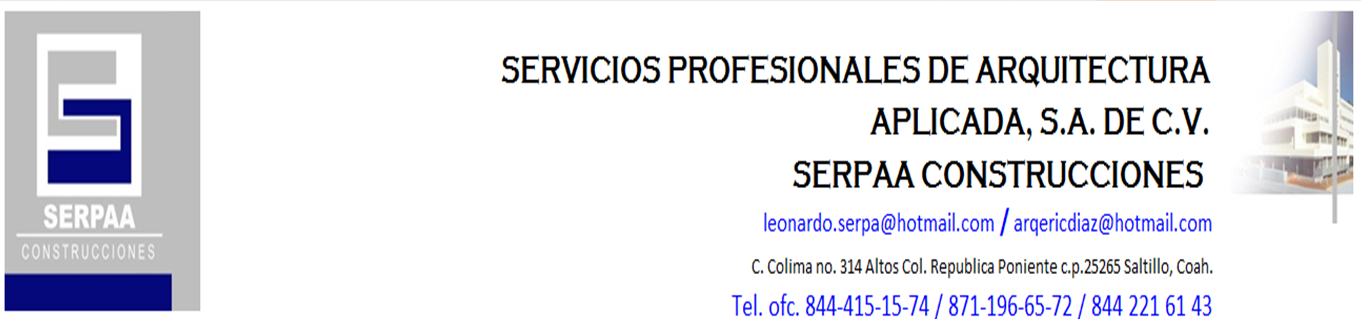 SERPAA
CONSTRUCCIONES
SERVICIOS PROFESIONALES DE ARQUITECTURA
APLICADA, S.A. DE C.V.
SERPAA CONSTRUCCIONES
leonardo.serpa@hotmail.com / arqericdiaz@hotmail.com
C. Colima no. 314 Altos Col. Republica Poniente c.p.25265 Saltillo, Coah.
Tel. ofc. 844-415-15-74 / 871-196-65-72 / 844 221 61 43